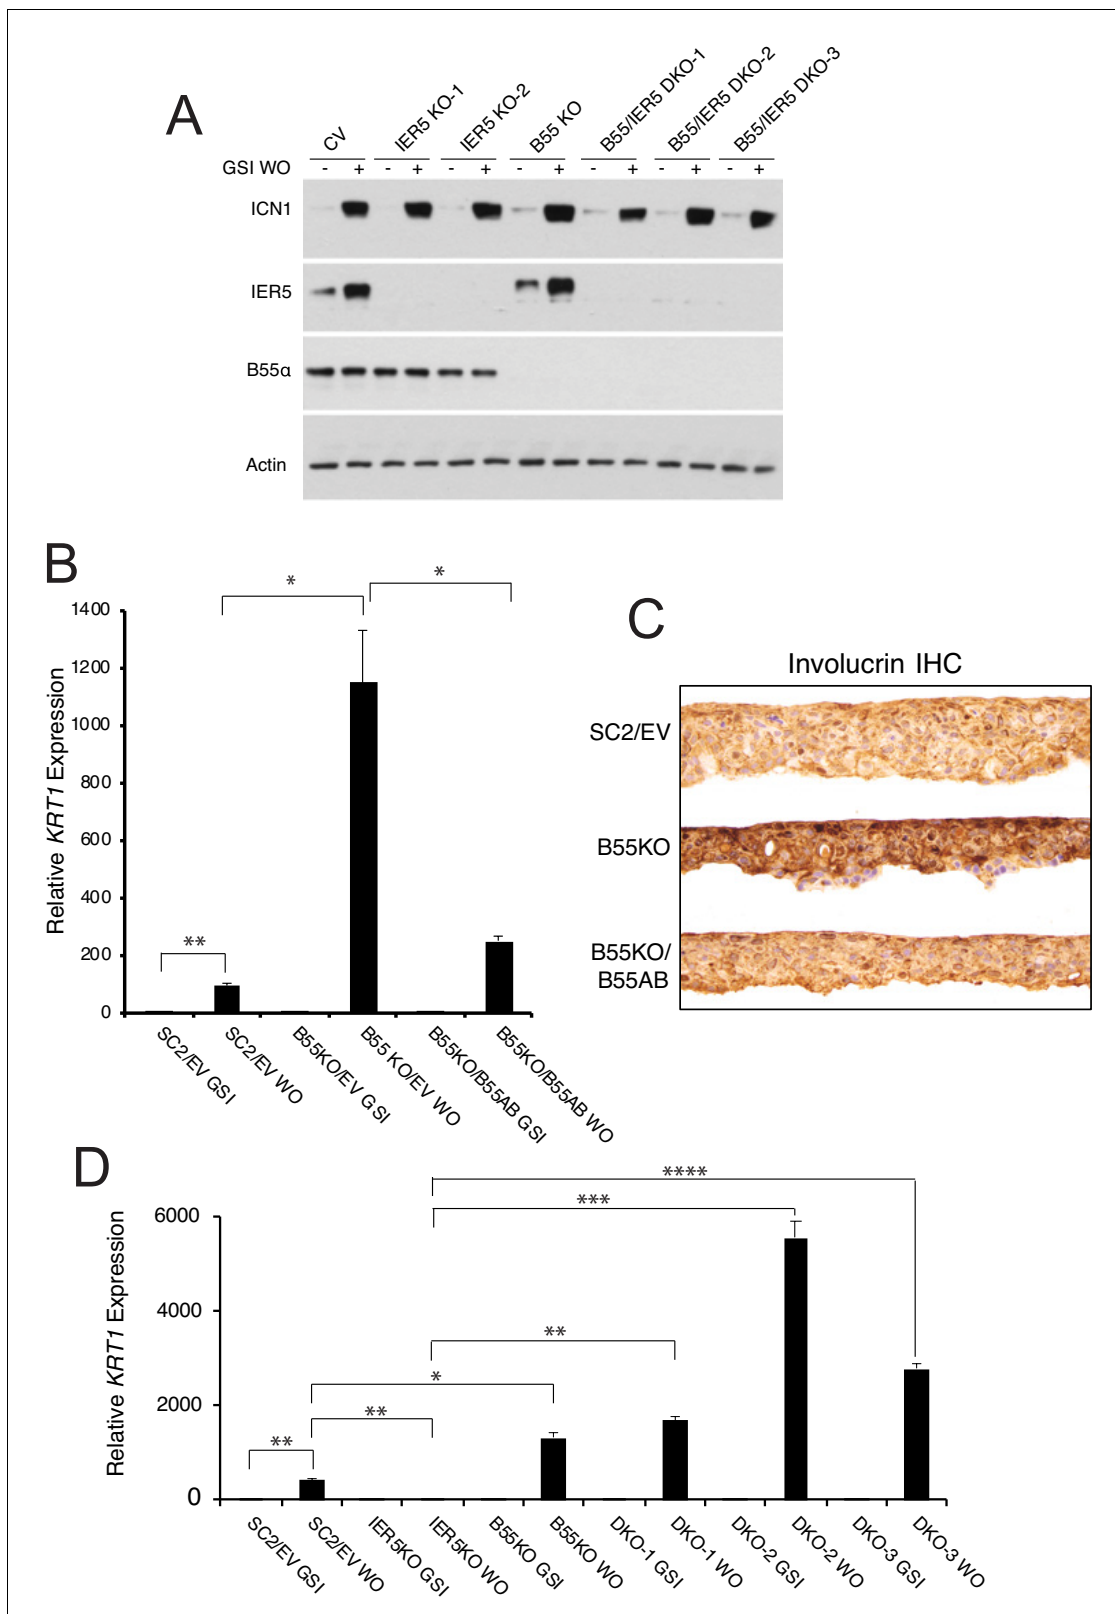 A
CV
IER5 KO-1
IER5 KO-2
B55 KO
B55/IER5 DKO-1
B55/IER5 DKO-2
B55/IER5 DKO-3
GSI WO - + - + - + - + - + - + - +
ICN1
IER5
B55α
Actin
B
Relative KRT1 Expression
1400
1200
1000
800
600
400
200
0
**
*
*
SC2/EV GSI
SC2/EV WO
B55KO/EV GSI
B55 KO/EV WO
B55KO/B55AB GSI
B55KO/B55AB WO
C
Involucrin IHC
SC2/EV
B55KO
B55KO/
B55AB
D
Relative KRT1 Expression
6000
4000
2000
0
****
***
**
*
**
**
SC2/EV GSI
SC2/EV WO
IER5KO GSI
IER5KO WO
B55KO GSI
B55KO WO
DKO-1 GSI
DKO-1 WO
DKO-2 GSI
DKO-2 WO
DKO-3 GSI
DKO-3 WO